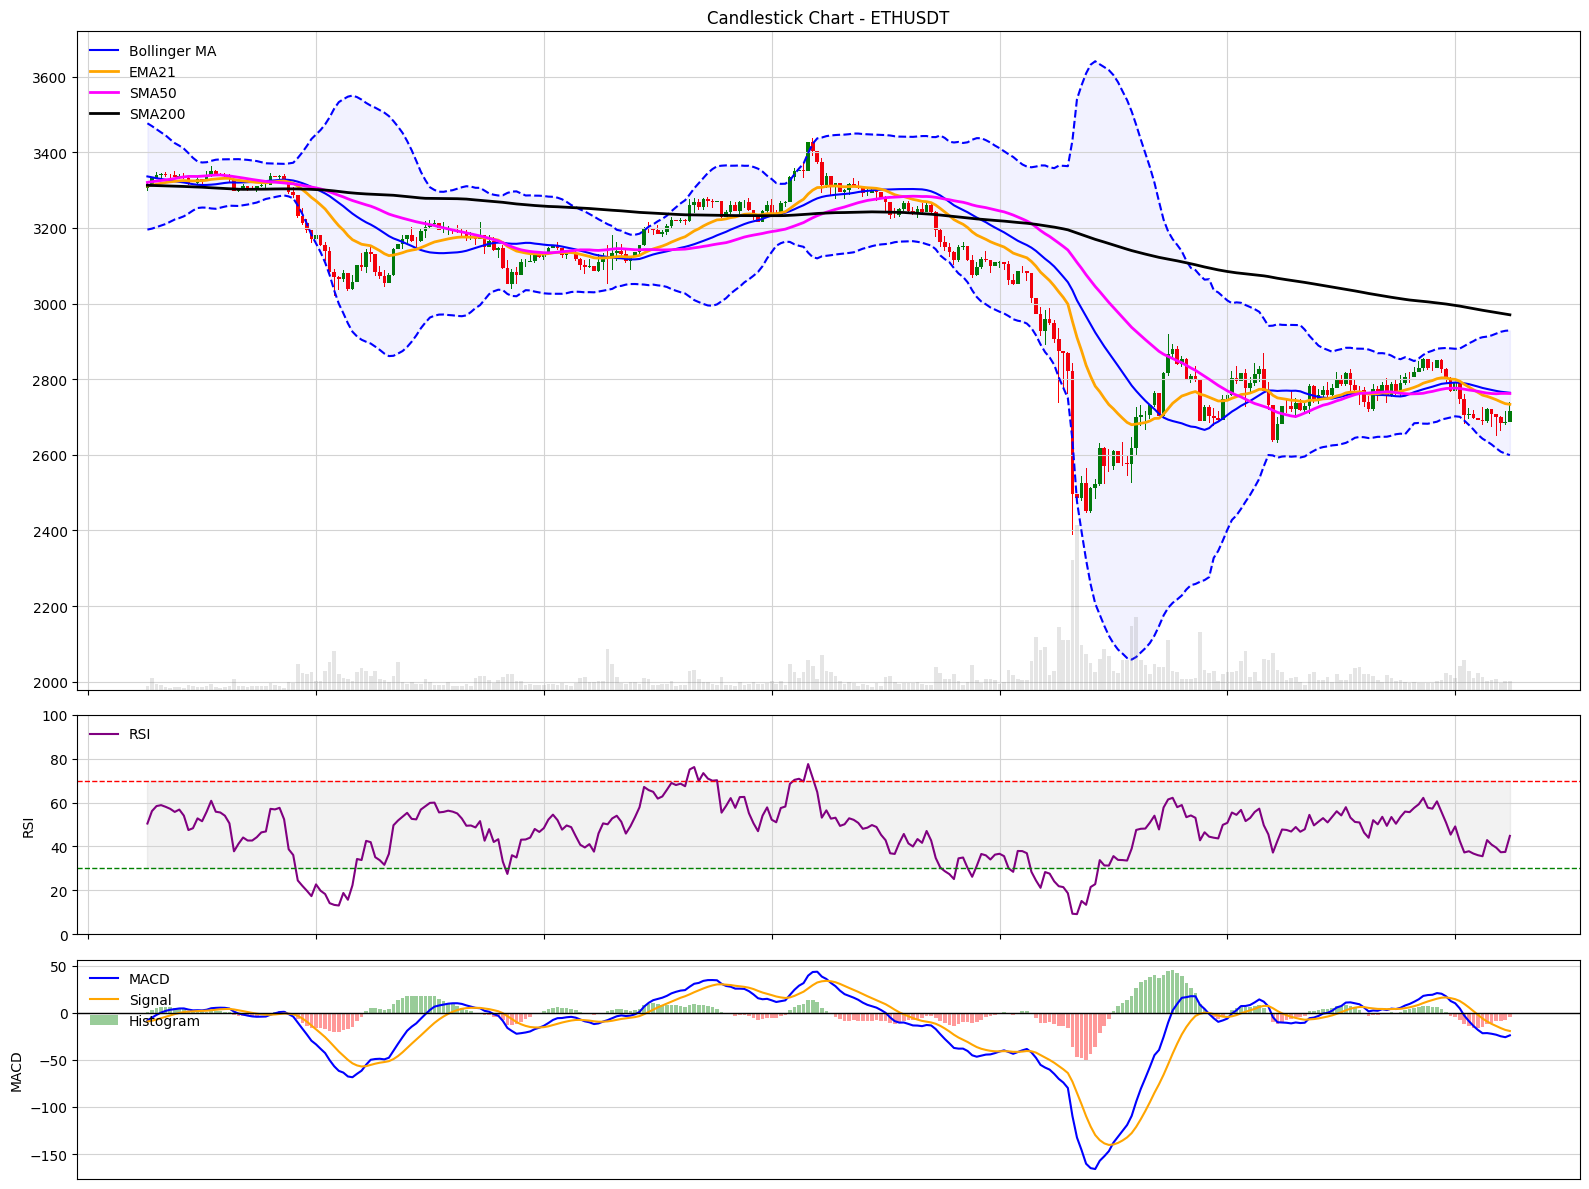 Candlestick Chart - ETHUSDT
Bollinger MA
EMA21
SMA50
SMA200
3600
3400
3200
3000
2800
2600
2400
2200
2000
RSI
RSI
100
80
60
40
20
0
MACD
Signal
Histogram
MACD
50
0
−50
−100
−150